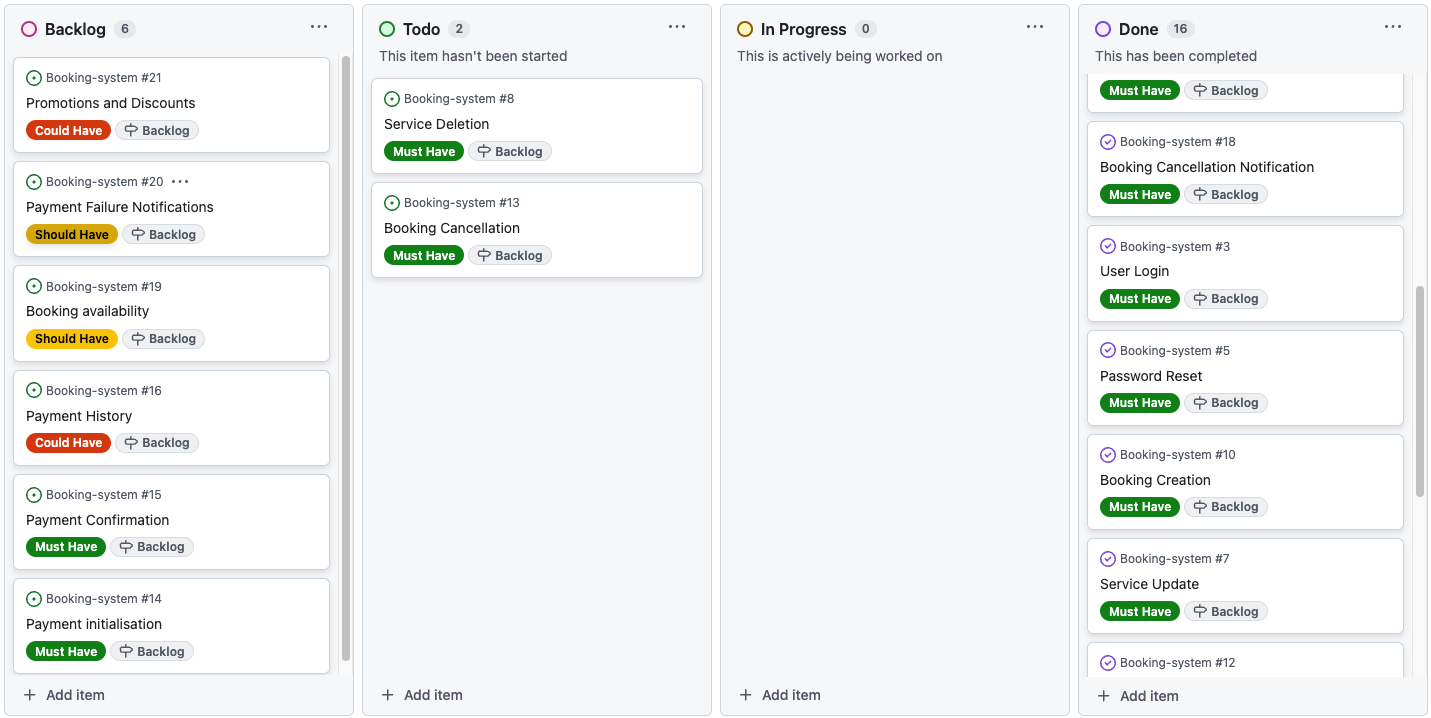 Backlog 6
Booking-system #21
Promotions and Discounts
Could Have Backlog
Booking-system #20
Payment Failure Notifications
Should Have Backlog
Booking-system #19
Booking availability
Should Have Backlog
Booking-system #16
Payment History
Could Have Backlog
Booking-system #15
Payment Confirmation
Must Have Backlog
Booking-system #14
Payment initialisation
Must Have Backlog
Add item
Todo 2
This item hasn't been started
Booking-system #8
Service Deletion
Must Have Backlog
Booking-system #13
Booking Cancellation
Must Have Backlog
Add item
In Progress 0
This is actively being worked on
Add item
Done 16
This has been completed
Must Have Backlog
Booking-system #18
Booking Cancellation Notification
Must Have Backlog
Booking-system #3
User Login
Must Have Backlog
Booking-system #5
Password Reset
Must Have Backlog
Booking-system #10
Booking Creation
Must Have Backlog
Booking-system #7
Service Update
Must Have Backlog
Booking-system #12
Add item